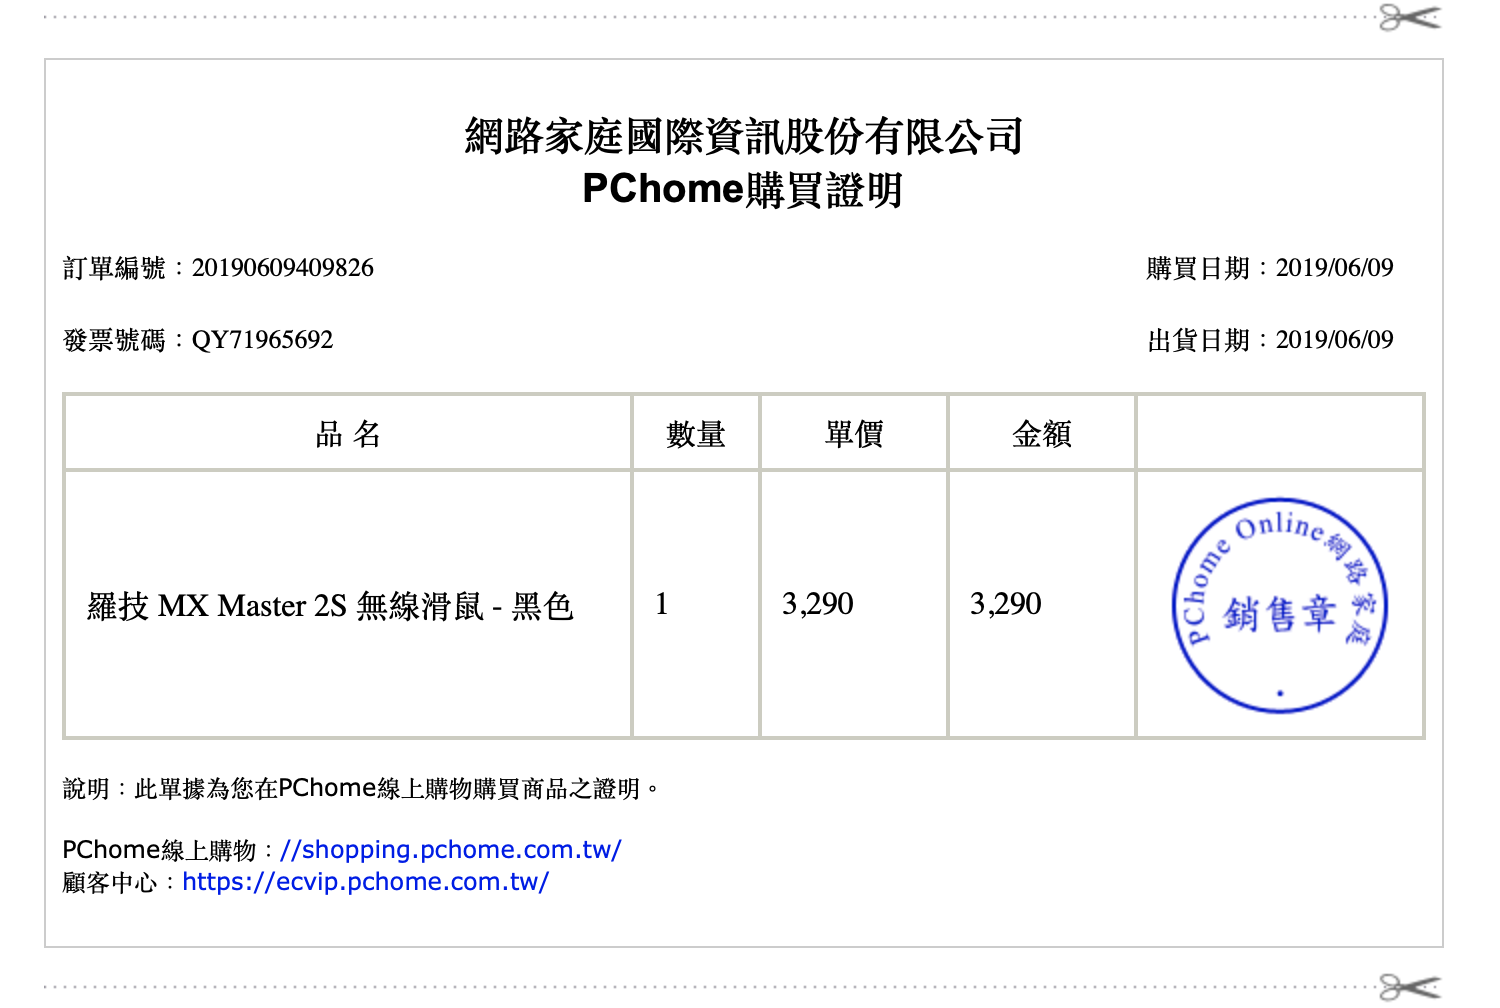 網路家庭國際資訊股份有限公司
PChome購買證明
訂單編號：20190609409826
購買日期：2019/06/09
發票號碼：QY71965692
出貨日期：2019/06/09
品 名 數量 單價 金額
羅技 MX Master 2S 無線滑鼠 - 黑色 1 3,290 3,290
PChome Online網路家庭
銷售章
說明：此單據為您在PChome線上購物購買商品之證明。
PChome線上購物：//shopping.pchome.com.tw/
顧客中心：https://ecvip.pchome.com.tw/